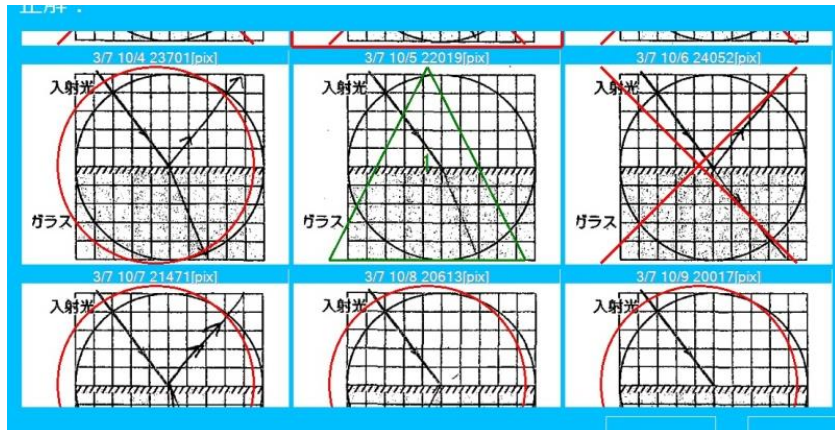 正解：
3/7 10/4 23701[pix]
3/7 10/5 22019[pix]
3/7 10/6 24052[pix]
入射光
入射光
入射光
1
ガラス
ガラス
ガラス
3/7 10/7 21471[pix]
3/7 10/8 20613[pix]
3/7 10/9 20017[pix]
入射光
入射光
入射光